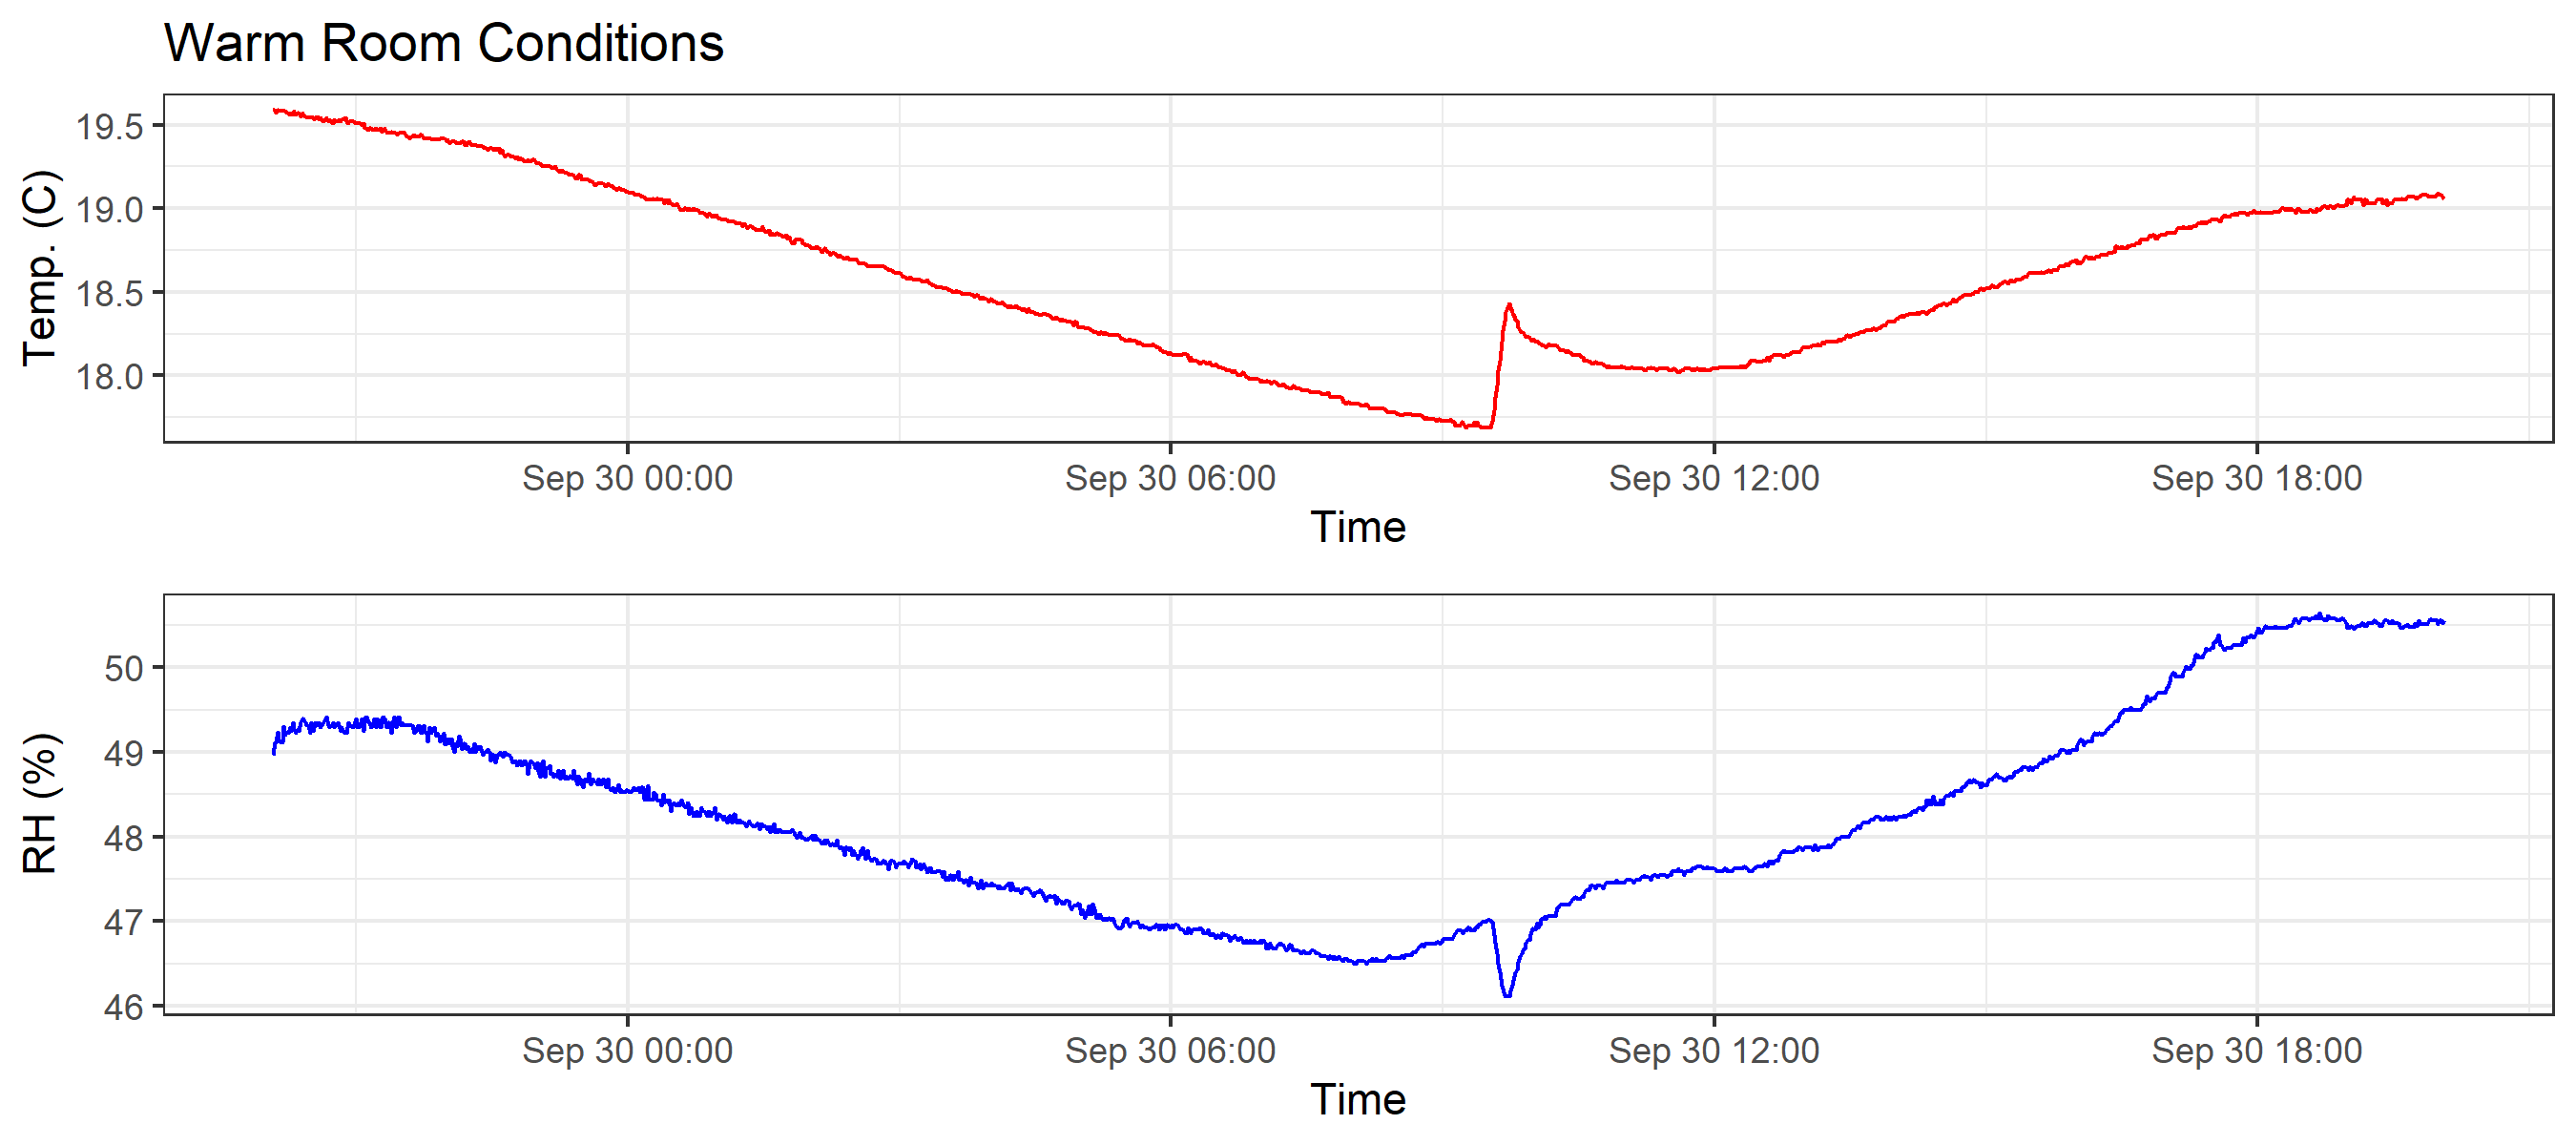 Warm Room Conditions
Temp. (C)
19.5
19.0
18.5
18.0
Sep 30 00:00 Sep 30 06:00 Sep 30 12:00 Sep 30 18:00
Time
RH (%)
50
49
48
47
46
Sep 30 00:00 Sep 30 06:00 Sep 30 12:00 Sep 30 18:00
Time